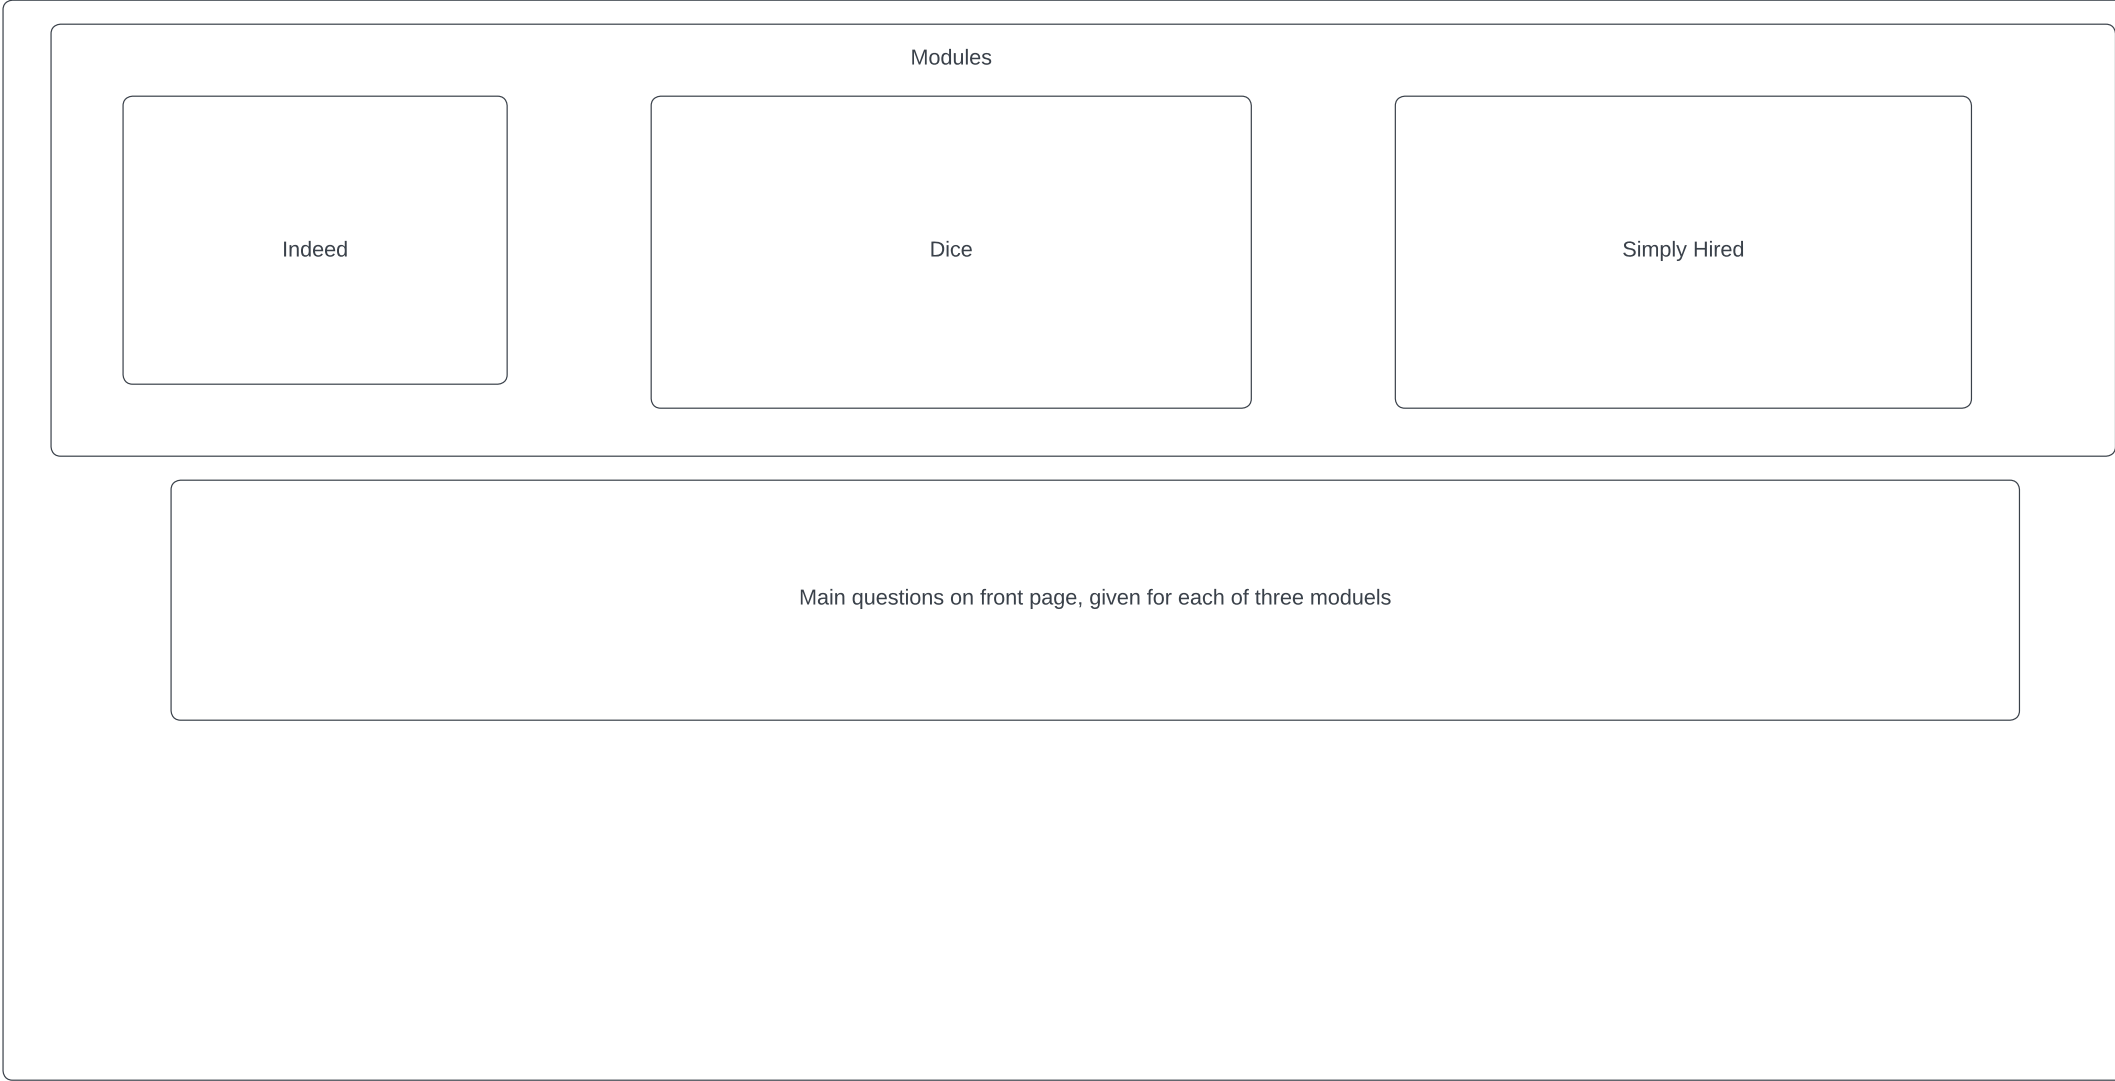 Modules
Indeed
Dice
Simply Hired
Main questions on front page, given for each of three moduels